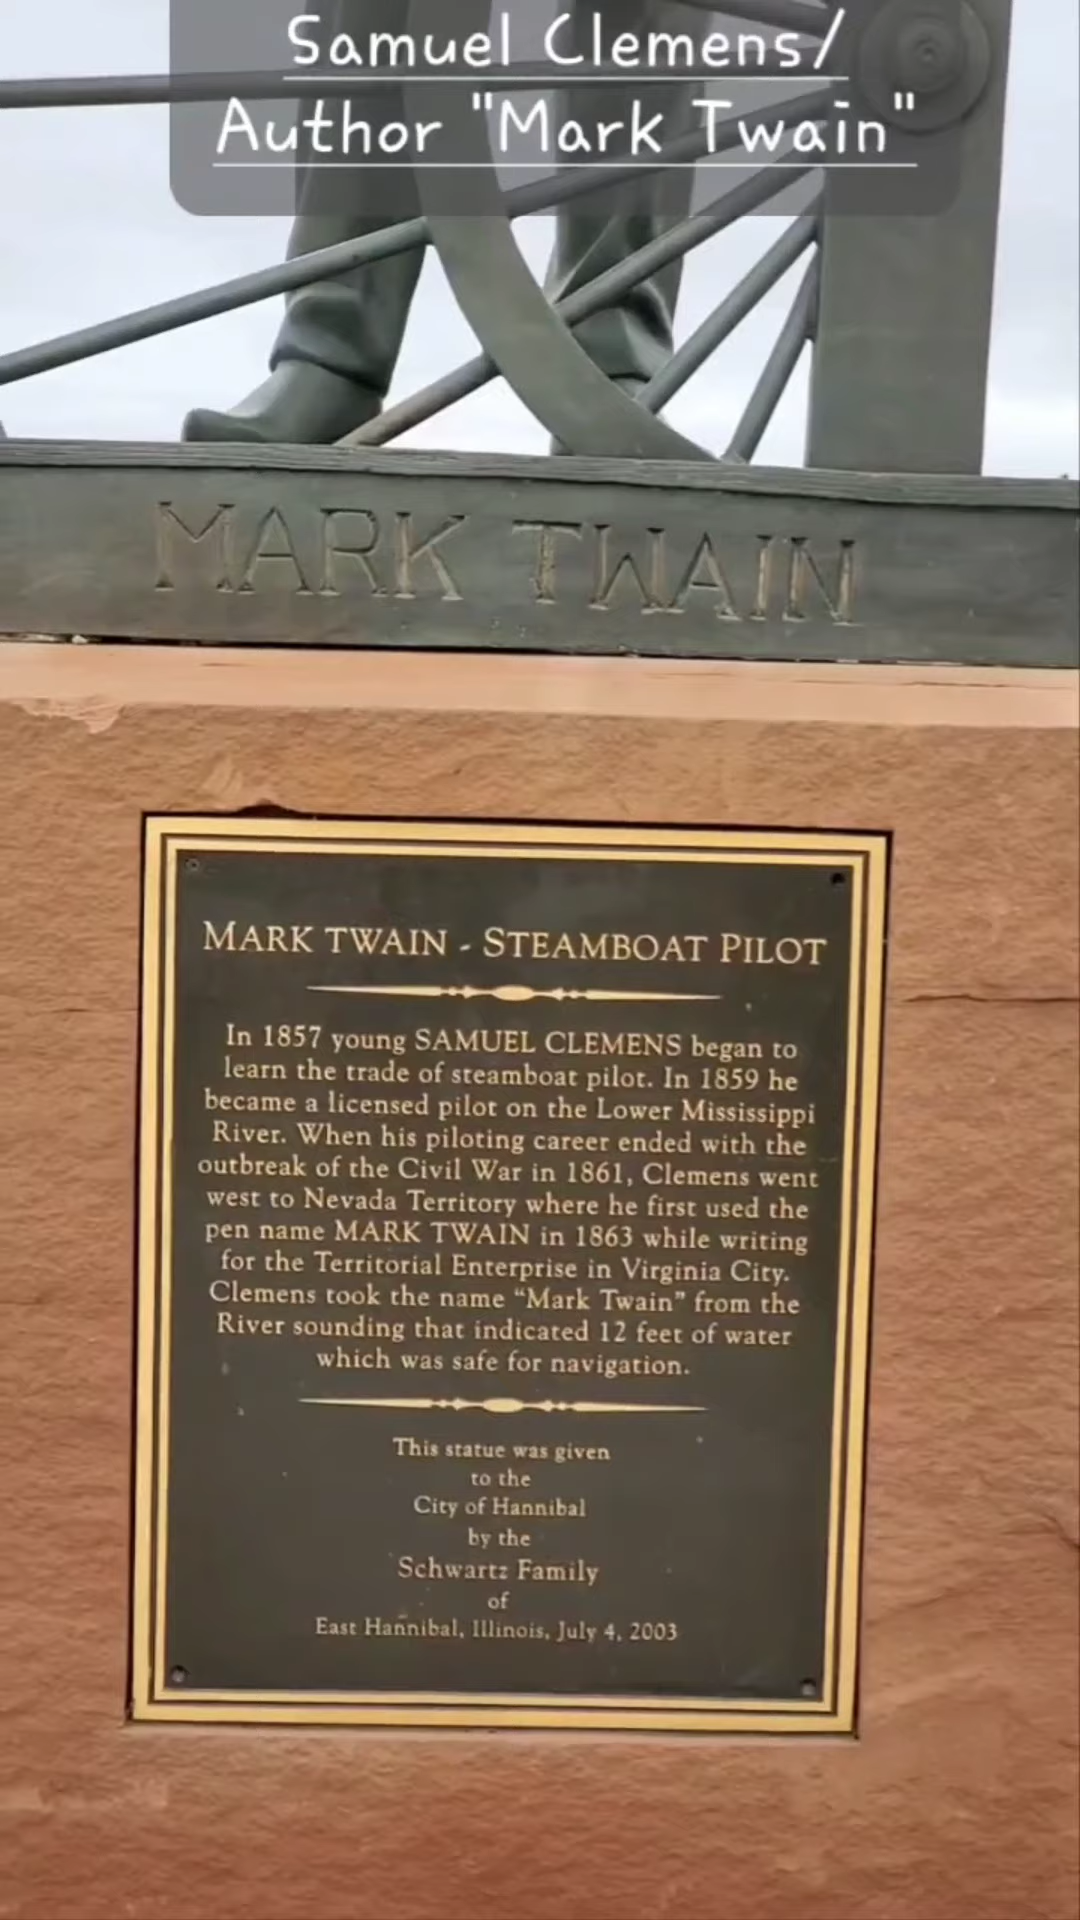 Samuel Clemens/
Author "Mark Twain"
MARK TWAIN
MARK TWAIN - STEAMBOAT PILOT
In 1857 young SAMUEL CLEMENS began to
learn the trade of steamboat pilot. In 1859 he
became a licensed pilot on the Lower Mississippi
River. When his piloting career ended with the
outbreak of the Civil War in 1861, Clemens went
west to Nevada Territory where he first used the
pen name MARK TWAIN in 1863 while writing
for the Territorial Enterprise in Virginia City.
Clemens took the name “Mark Twain” from the
River sounding that indicated 12 feet of water
which was safe for navigation.
This statue was given
to the
City of Hannibal
by the
Schwartz Family
of
East Hannibal, Illinois, July 4, 2003